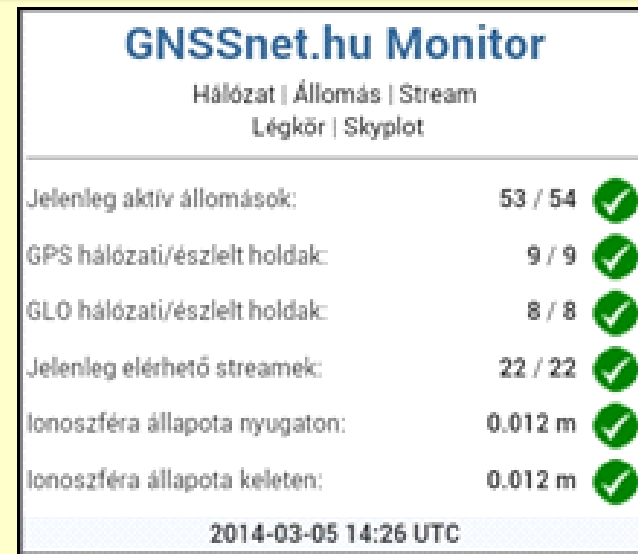 GNSSnet.hu Monitor
Hálózat | Állomás | Stream
Légkör | Skyplot
Jelenleg aktív állomások: 53 / 54
GPS hálózati/észlelt holdak: 9 / 9
GLO hálózati/észlelt holdak: 8 / 8
Jelenleg elérhető streamek: 22 / 22
Ionoszféra állapota nyugaton: 0.012 m
Ionoszféra állapota keleten: 0.012 m
2014-03-05 14:26 UTC